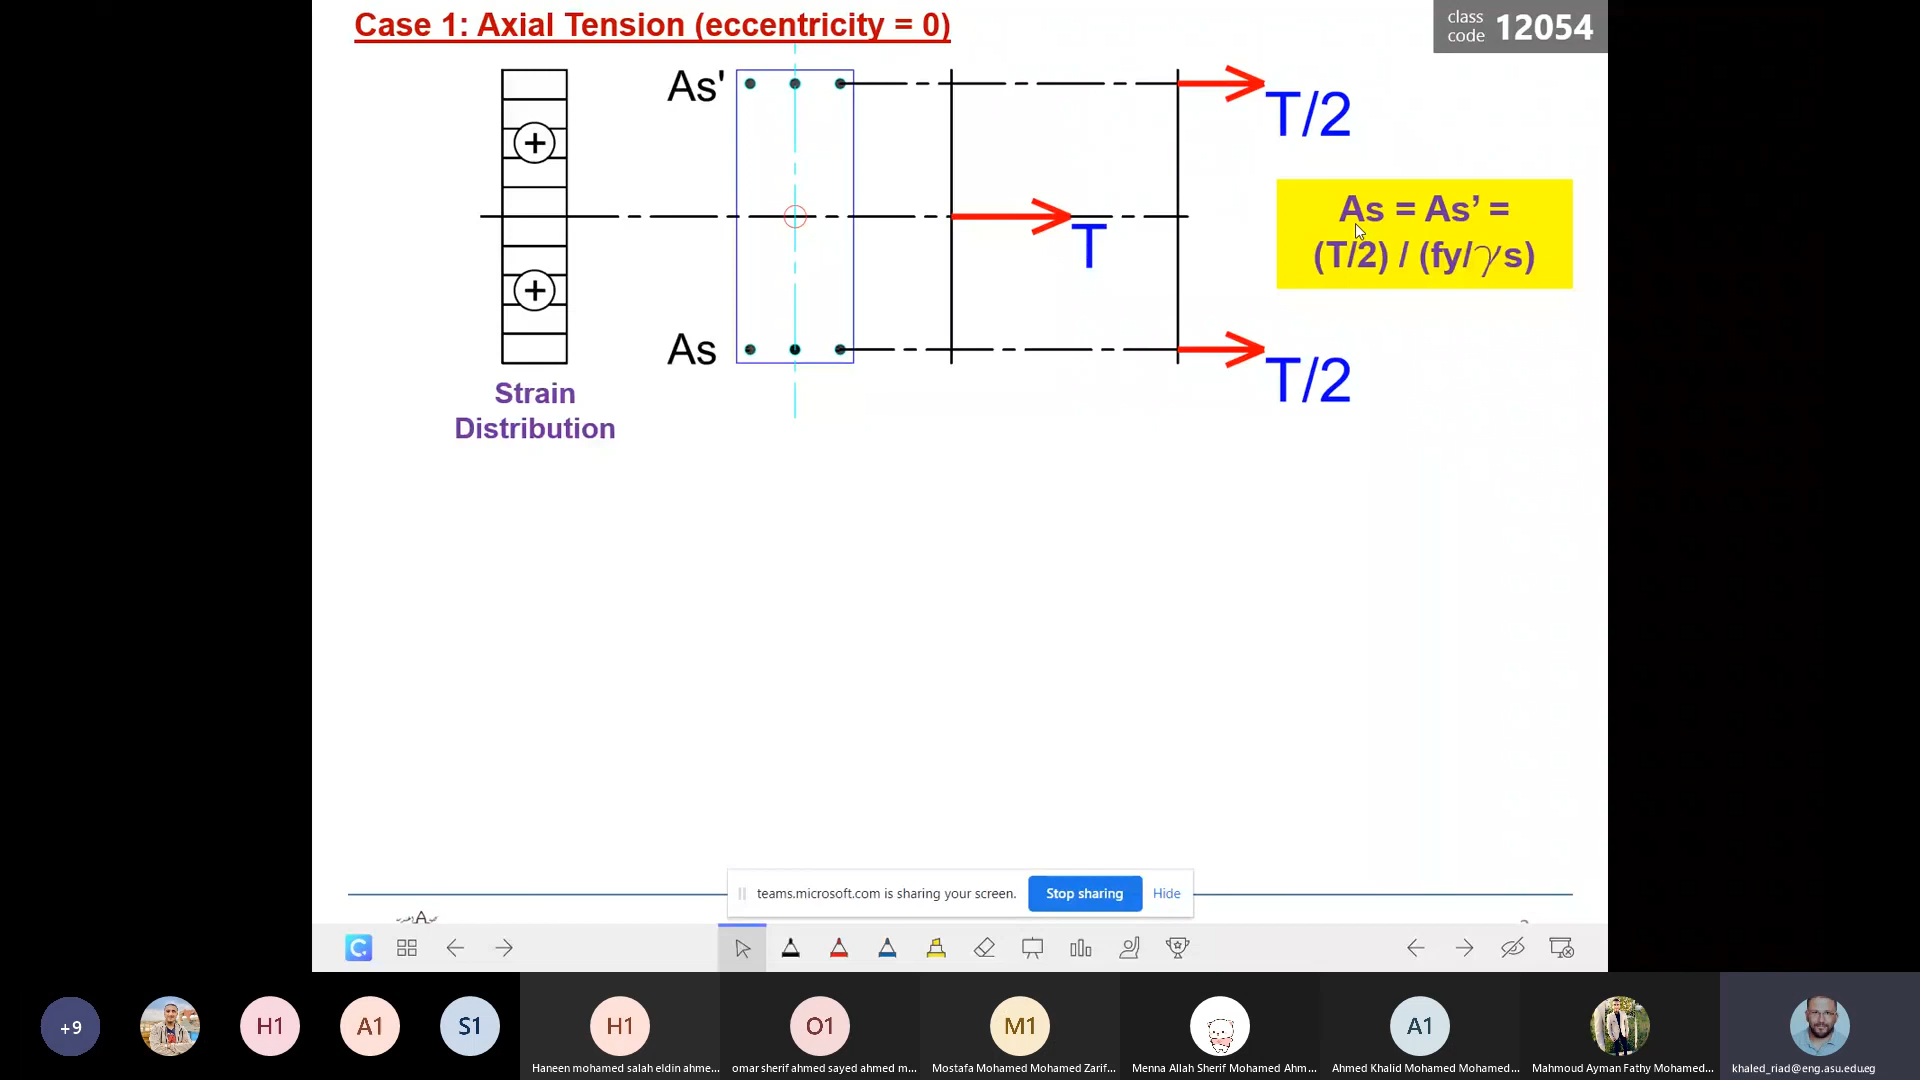 Case 1: Axial Tension (eccentricity = 0)
class
code 12054
As'
T/2
As = As’ =
(T/2) / (fy/γs)
T
As
T/2
Strain
Distribution
teams.microsoft.com is sharing your screen.
Stop sharing
Hide
+9
H1
A1
S1
H1
O1
M1
A1
Haneen mohamed salah eldin ahme...
omar sherif ahmed sayed ahmed m...
Mostafa Mohamed Mohamed Zarif...
Menna Allah Sherif Mohamed Ahm...
Ahmed Khalid Mohamed Mohamed...
Mahmoud Ayman Fathy Mohamed...
khaled_riad@eng.asu.edu.eg